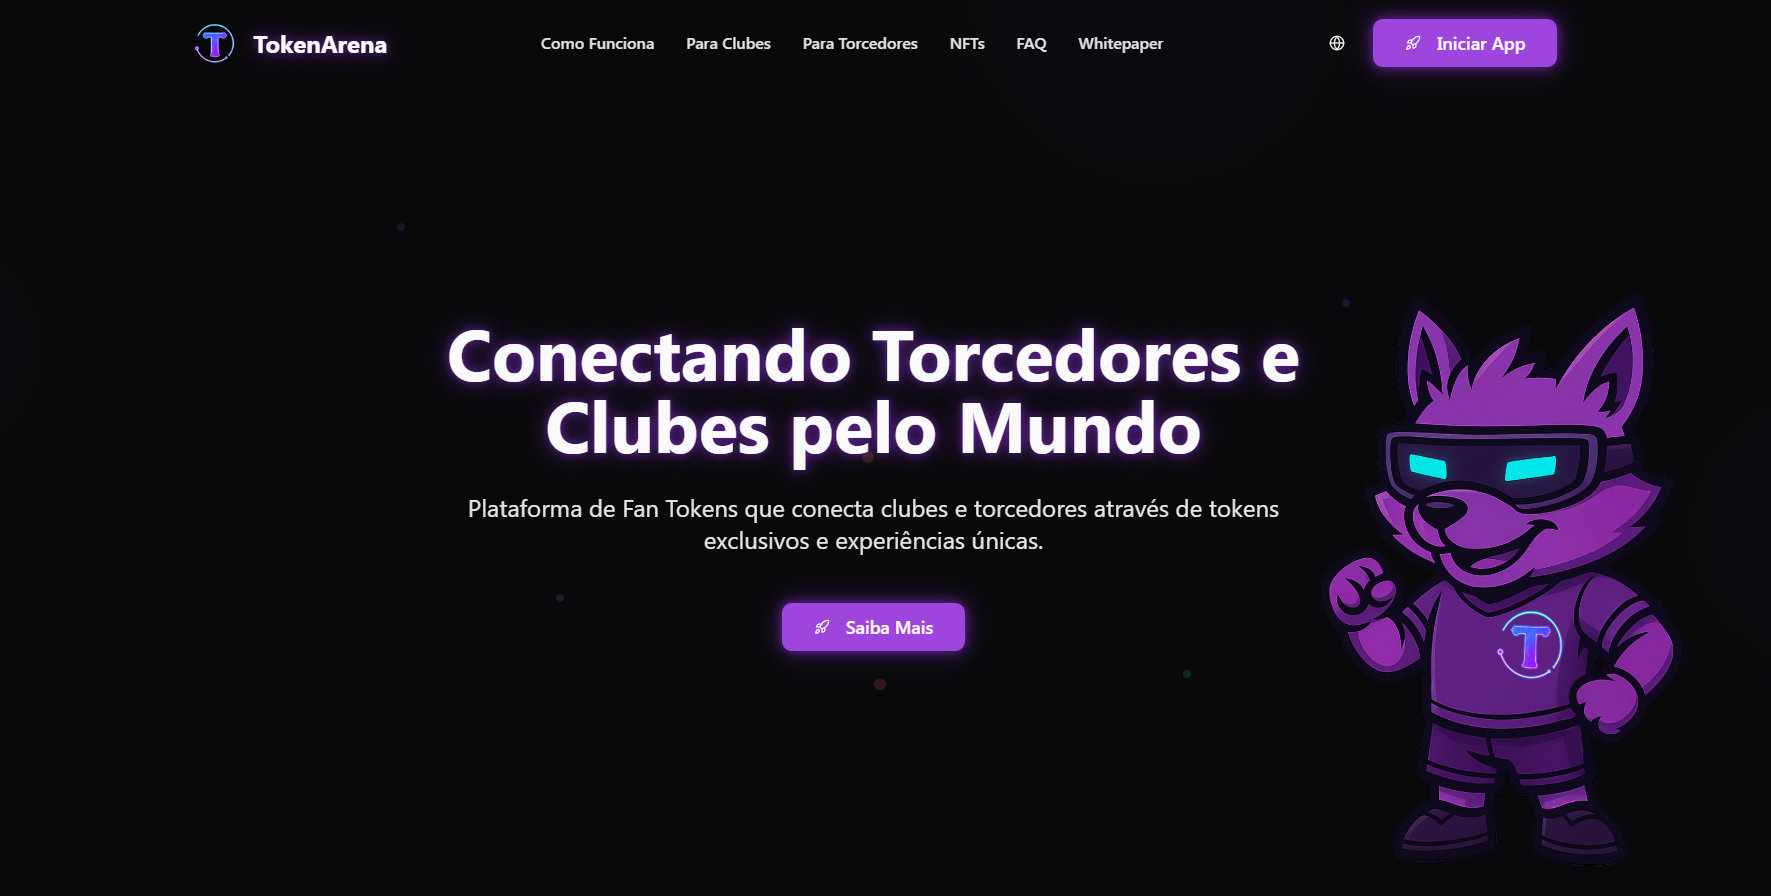 TokenArena
Como Funciona
Para Clubes
Para Torcedores
NFTs
FAQ
Whitepaper
Iniciar App
Conectando Torcedores e
Clubes pelo Mundo
Plataforma de Fan Tokens que conecta clubes e torcedores através de tokens
exclusivos e experiências únicas.
Saiba Mais
T